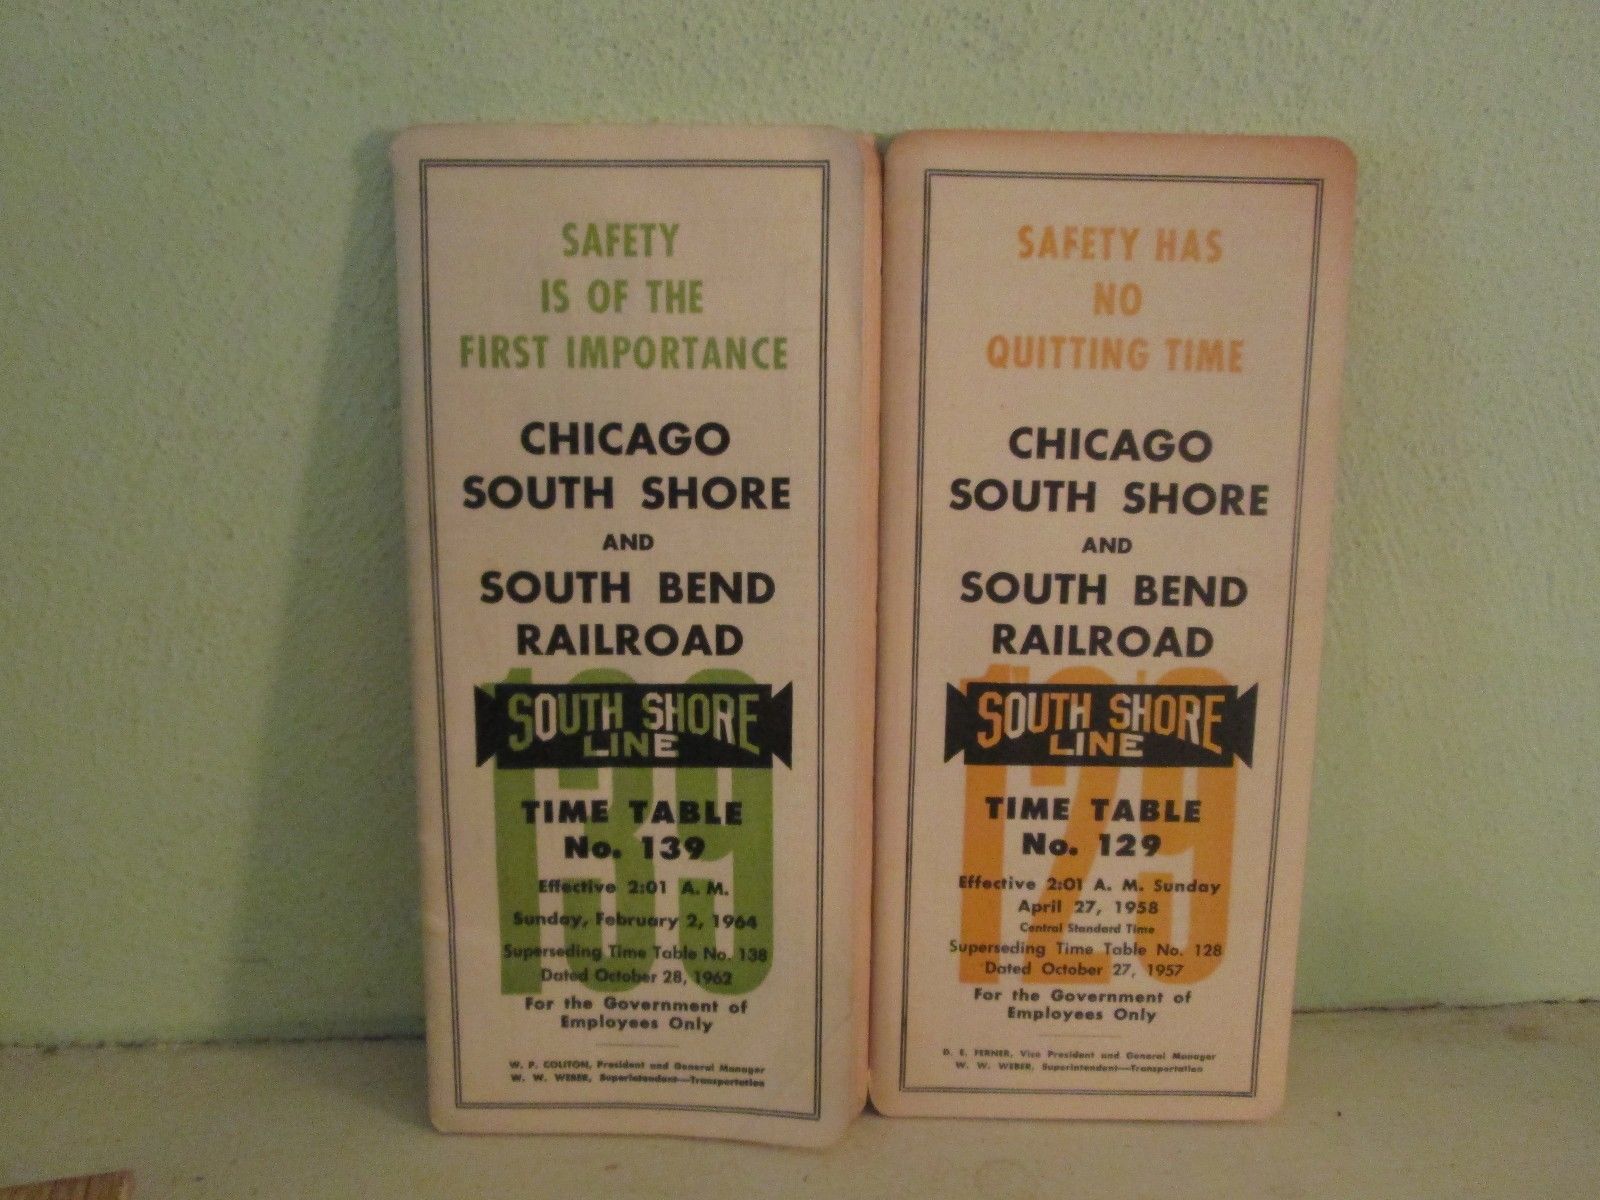 SAFETY
IS OF THE
FIRST IMPORTANCE
CHICAGO
SOUTH SHORE
AND
SOUTH BEND
RAILROAD
139
SOUTH SHORE
LINE
TIME TABLE
No. 139
Effective 2:01 A. M.
Sunday, February 2, 1964
Superseding Time Table No. 138
Dated October 28, 1962
For the Government of
Employees Only
W. P. COLITON, President and General Manager
W. W. WEBER, Superintendent—Transportation
SAFETY HAS
NO
QUITTING TIME
CHICAGO
SOUTH SHORE
AND
SOUTH BEND
RAILROAD
129
SOUTH SHORE
LINE
TIME TABLE
No. 129
Effective 2:01 A. M. Sunday
April 27, 1958
Central Standard Time
Superseding Time Table No. 128
Dated October 27, 1957
For the Government of
Employees Only
D. E. FERNER, Vice President and General Manager
W. W. WEBER, Superintendent—Transportation